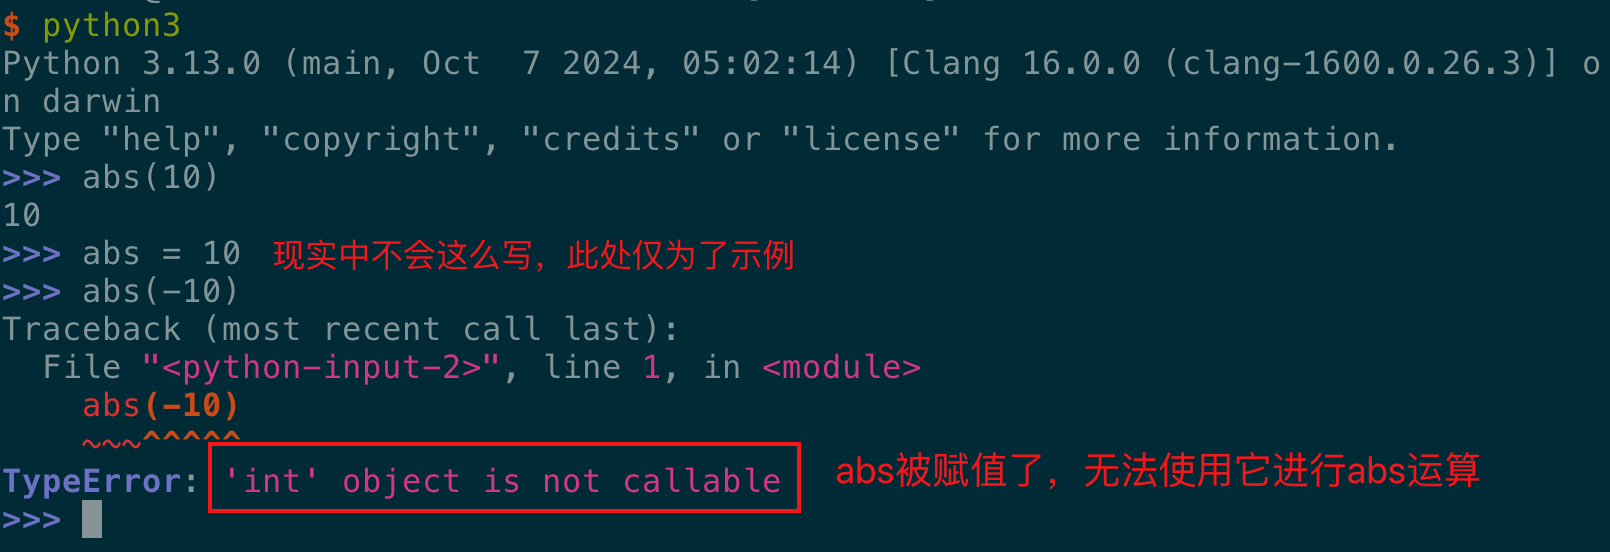 $ python3
Python 3.13.0 (main, Oct  7 2024, 05:02:14) [Clang 16.0.0 (clang-1600.0.26.3)] o
n darwin
Type "help", "copyright", "credits" or "license" for more information.
>>> abs(10)
10
>>> abs = 10 现实中不会这么写，此处仅为了示例
>>> abs(-10)
Traceback (most recent call last):
  File "<python-input-2>", line 1, in <module>
    abs(-10)
    ~~~^^^^^
TypeError: 'int' object is not callable abs被赋值了，无法使用它进行abs运算
>>>